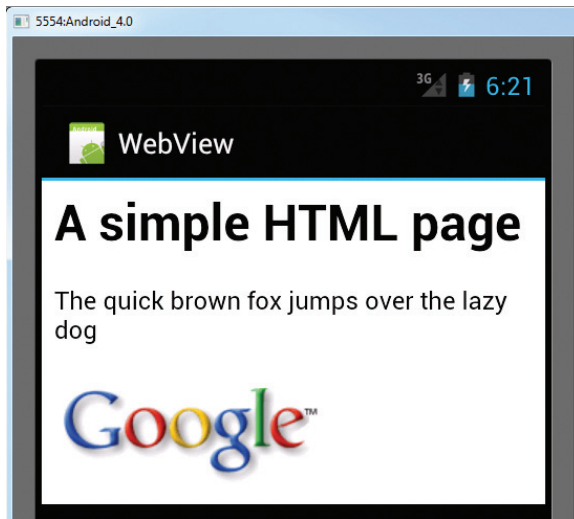 5554:Android_4.0
3G 6:21
WebView
A simple HTML page
The quick brown fox jumps over the lazy
dog
Google™